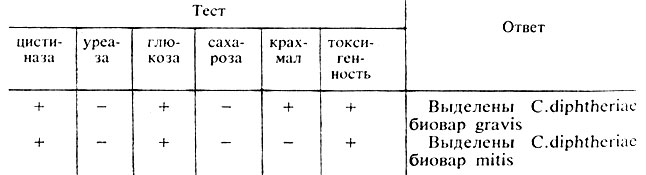 Тест
Ответ
цисти- уреа- глю- саха- крах- токси-
наза за коза роза мал ген-
ность
+ − + − + + Выделены C.diphtheriae
биовар gravis
+ − + − − + Выделены C.diphtheriae
биовар mitis